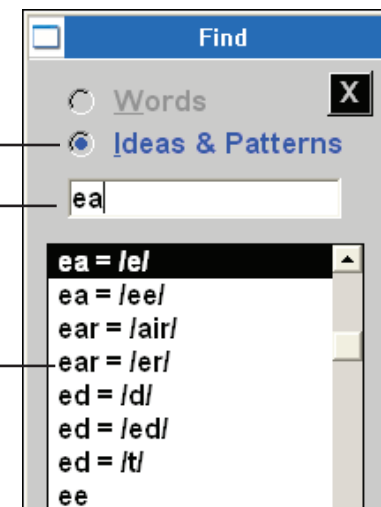 Find
X
Words
Ideas & Patterns
ea
ea = /e/
ea = /ee/
ear = /air/
ear = /er/
ed = /d/
ed = /ed/
ed = /t/
ee